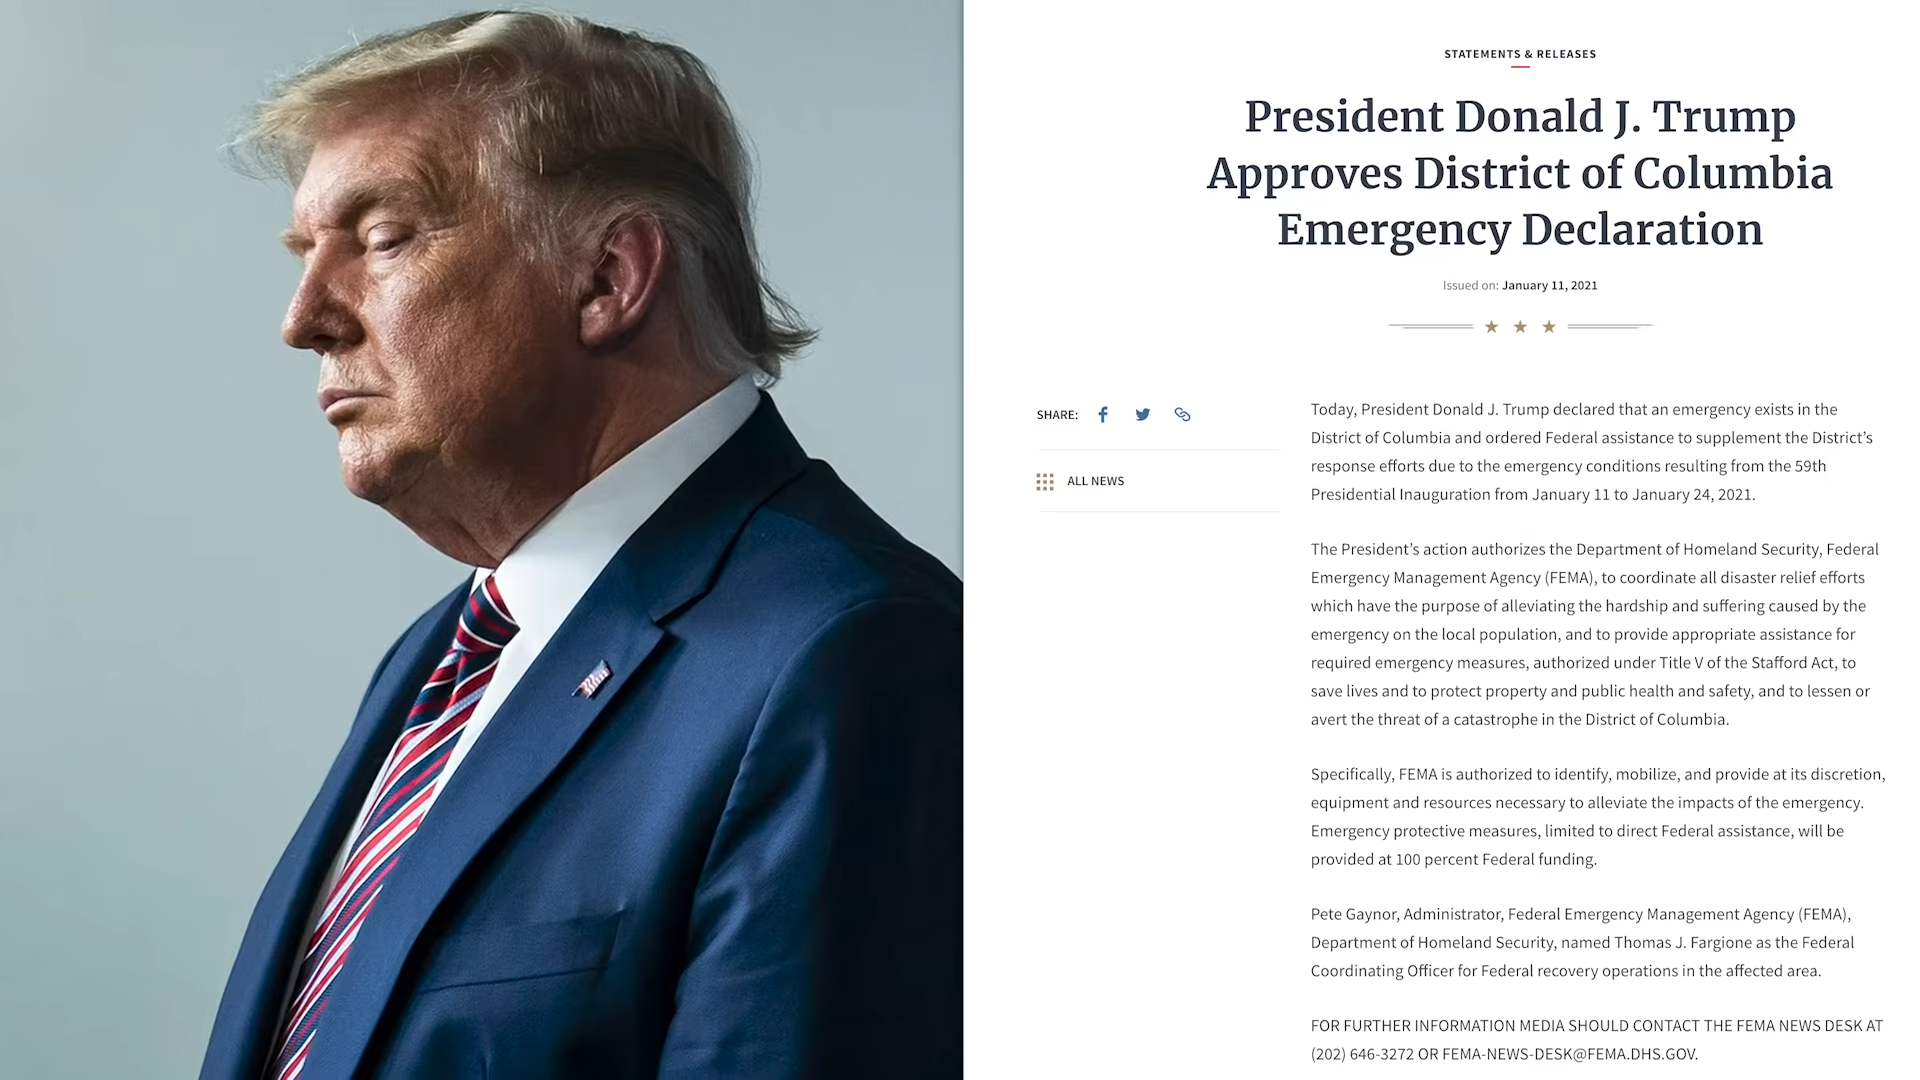 STATEMENTS & RELEASES
President Donald J. Trump
Approves District of Columbia
Emergency Declaration
Issued on: January 11, 2021
SHARE:
ALL NEWS
Today, President Donald J. Trump declared that an emergency exists in the
District of Columbia and ordered Federal assistance to supplement the District’s
response efforts due to the emergency conditions resulting from the 59th
Presidential Inauguration from January 11 to January 24, 2021.
The President’s action authorizes the Department of Homeland Security, Federal
Emergency Management Agency (FEMA), to coordinate all disaster relief efforts
which have the purpose of alleviating the hardship and suffering caused by the
emergency on the local population, and to provide appropriate assistance for
required emergency measures, authorized under Title V of the Stafford Act, to
save lives and to protect property and public health and safety, and to lessen or
avert the threat of a catastrophe in the District of Columbia.
Specifically, FEMA is authorized to identify, mobilize, and provide at its discretion,
equipment and resources necessary to alleviate the impacts of the emergency.
Emergency protective measures, limited to direct Federal assistance, will be
provided at 100 percent Federal funding.
Pete Gaynor, Administrator, Federal Emergency Management Agency (FEMA),
Department of Homeland Security, named Thomas J. Fargione as the Federal
Coordinating Officer for Federal recovery operations in the affected area.
FOR FURTHER INFORMATION MEDIA SHOULD CONTACT THE FEMA NEWS DESK AT
(202) 646-3272 OR FEMA-NEWS-DESK@FEMA.DHS.GOV.